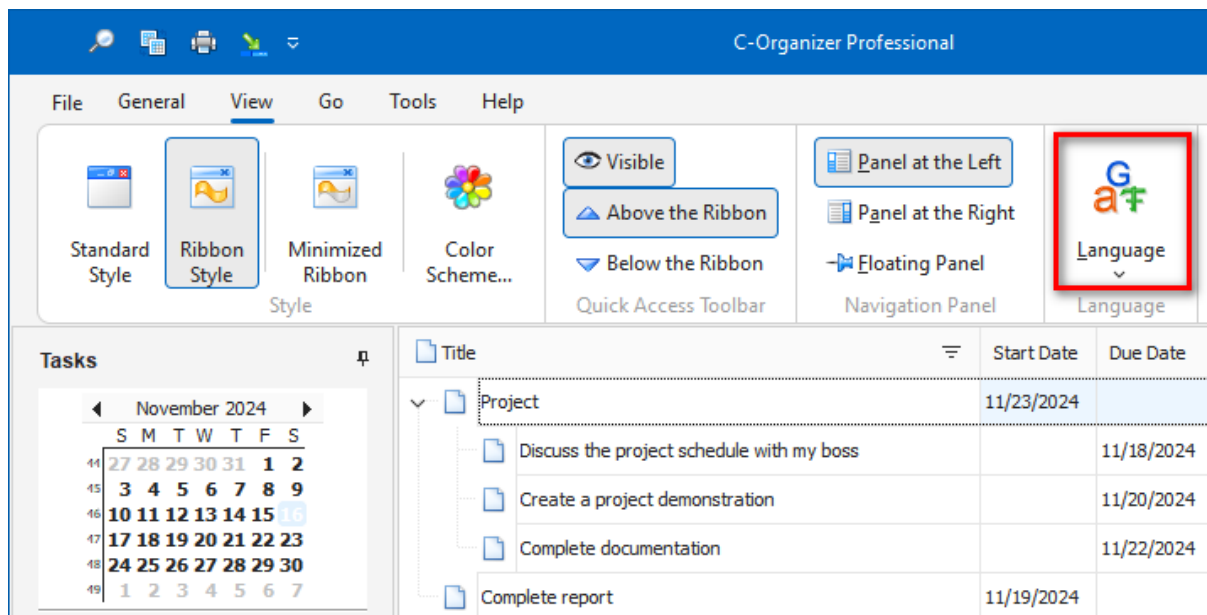 C-Organizer Professional
File General View Go Tools Help
Standard Style
Ribbon Style
Minimized Ribbon
Color Scheme...
Style
Visible
Above the Ribbon
Below the Ribbon
Quick Access Toolbar
Panel at the Left
Panel at the Right
Floating Panel
Navigation Panel
Language
Language
Tasks
November 2024
S M T W T F S
44 27 28 29 30 31 1 2
45 3 4 5 6 7 8 9
46 10 11 12 13 14 15 16
47 17 18 19 20 21 22 23
48 24 25 26 27 28 29 30
49 1 2 3 4 5 6 7
Title Start Date Due Date
Project 11/23/2024
Discuss the project schedule with my boss 11/18/2024
Create a project demonstration 11/20/2024
Complete documentation 11/22/2024
Complete report 11/19/2024